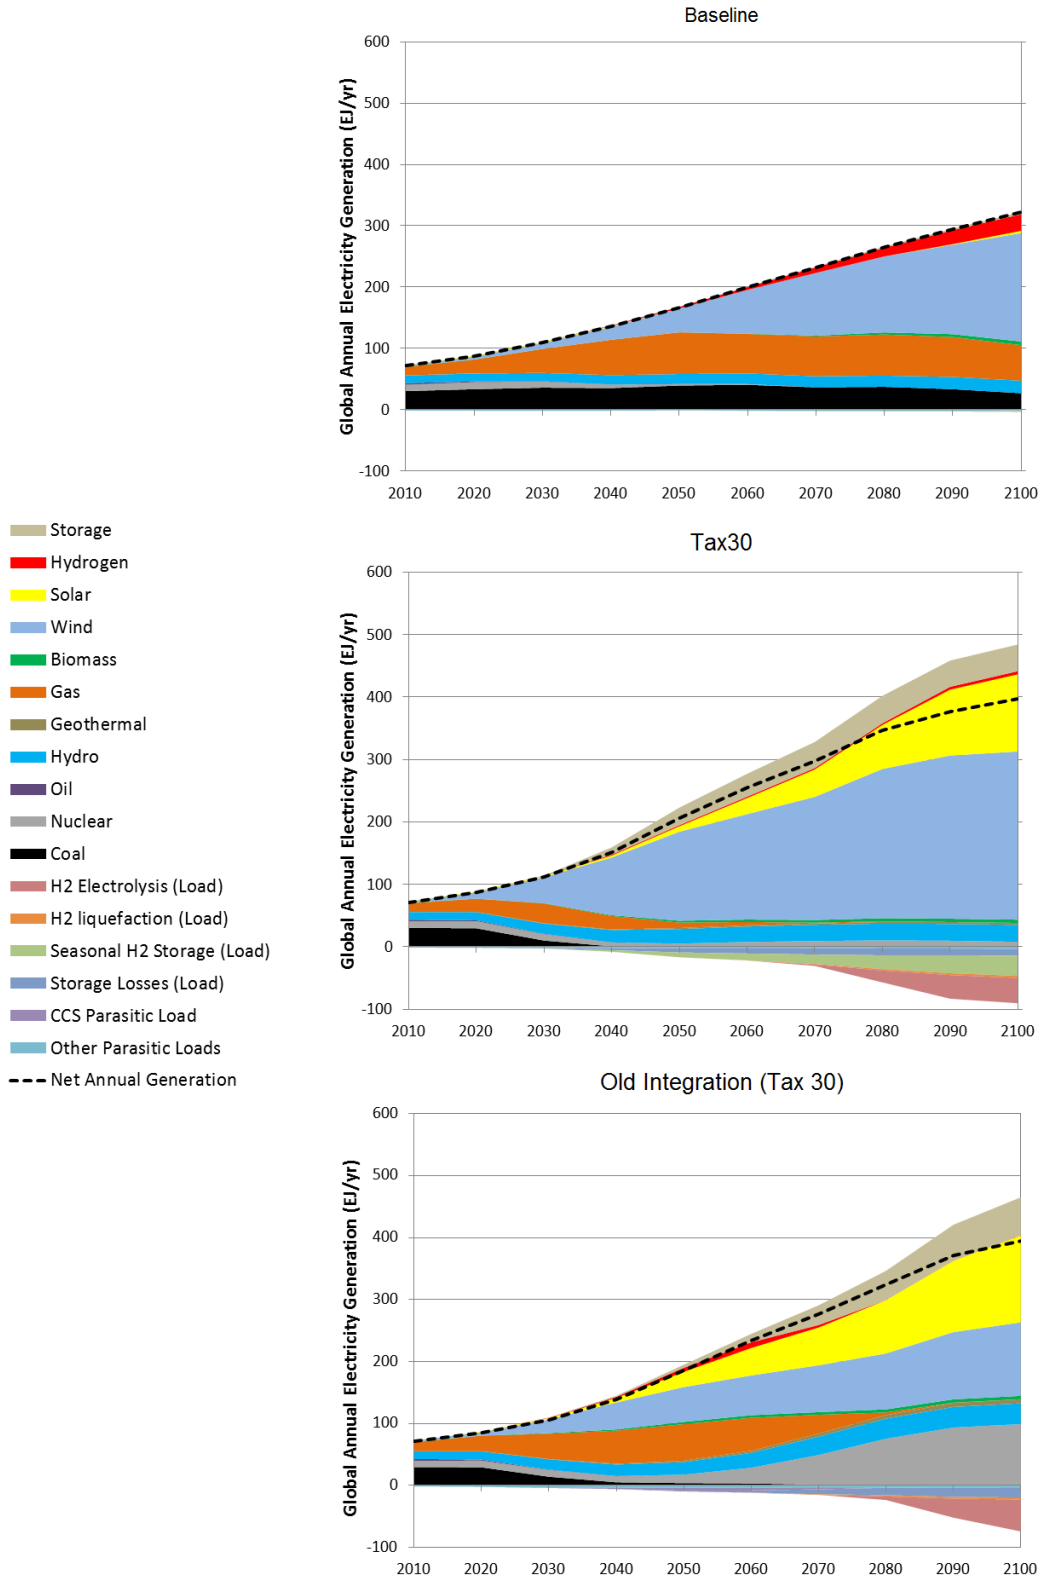 Baseline
Global Annual Electricity Generation (EJ/yr)
600
500
400
300
200
100
0
-100
2010 2020 2030 2040 2050 2060 2070 2080 2090 2100
Storage
Hydrogen
Solar
Wind
Biomass
Gas
Geothermal
Hydro
Oil
Nuclear
Coal
H2 Electrolysis (Load)
H2 liquefaction (Load)
Seasonal H2 Storage (Load)
Storage Losses (Load)
CCS Parasitic Load
Other Parasitic Loads
Net Annual Generation
Tax30
Global Annual Electricity Generation (EJ/yr)
600
500
400
300
200
100
0
-100
2010 2020 2030 2040 2050 2060 2070 2080 2090 2100
Old Integration (Tax 30)
Global Annual Electricity Generation (EJ/yr)
600
500
400
300
200
100
0
-100
2010 2020 2030 2040 2050 2060 2070 2080 2090 2100